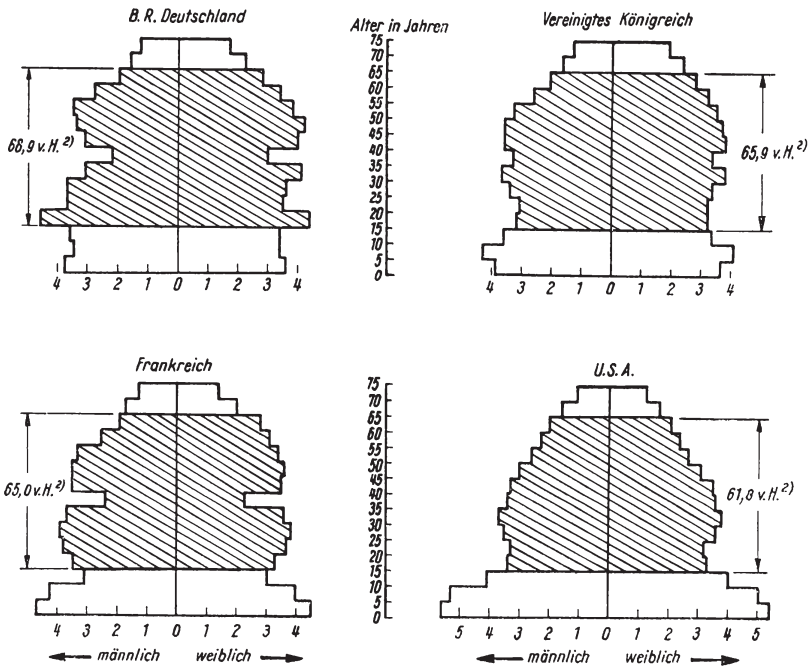 B. R. Deutschland
Alter in Jahren
Vereinigtes Königreich
75
70
65
60
55
50
45
40
35
30
25
20
15
10
5
0
68,9 v.H.²)
65,9 v.H.²)
4 3 2 1 0 1 2 3 4
4 3 2 1 0 1 2 3 4
Frankreich
U.S.A.
75
70
65
60
55
50
45
40
35
30
25
20
15
10
5
0
65,0 v.H.²)
61,8 v.H.²)
4 3 2 1 0 1 2 3 4
5 4 3 2 1 0 1 2 3 4 5
männlich weiblich
männlich weiblich